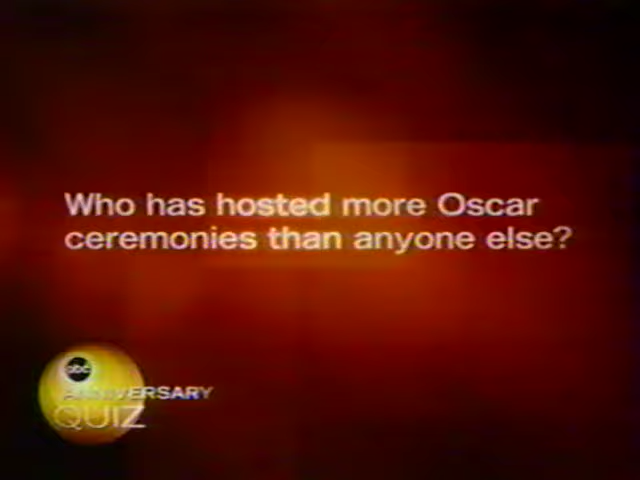 Who has hosted more Oscar
ceremonies than anyone else?
abc
ANNIVERSARY
QUIZ